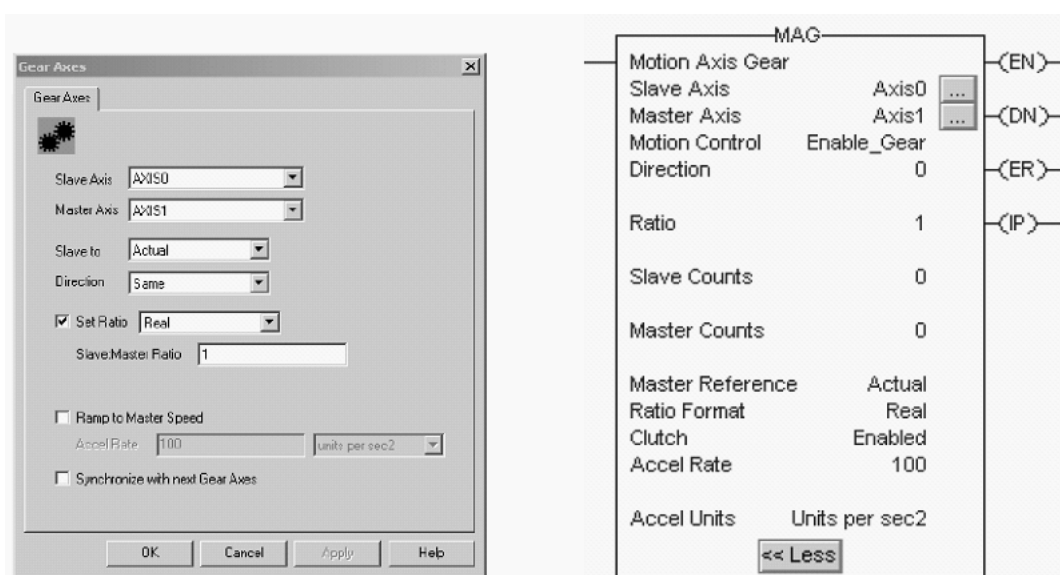 Gear Axes
Gear Axes
Slave Axis AXIS0
Master Axis AXIS1
Slave to Actual
Direction Same
Set Ratio Real
Slave:Master Ratio 1
Ramp to Master Speed
Accel Rate 100 units per sec2
Synchronize with next Gear Axes
OK Cancel Apply Help
MAG
Motion Axis Gear
Slave Axis Axis0 ...
Master Axis Axis1 ...
Motion Control Enable_Gear
Direction 0
Ratio 1
Slave Counts 0
Master Counts 0
Master Reference Actual
Ratio Format Real
Clutch Enabled
Accel Rate 100
Accel Units Units per sec2
<< Less
(EN)
(DN)
(ER)
(IP)